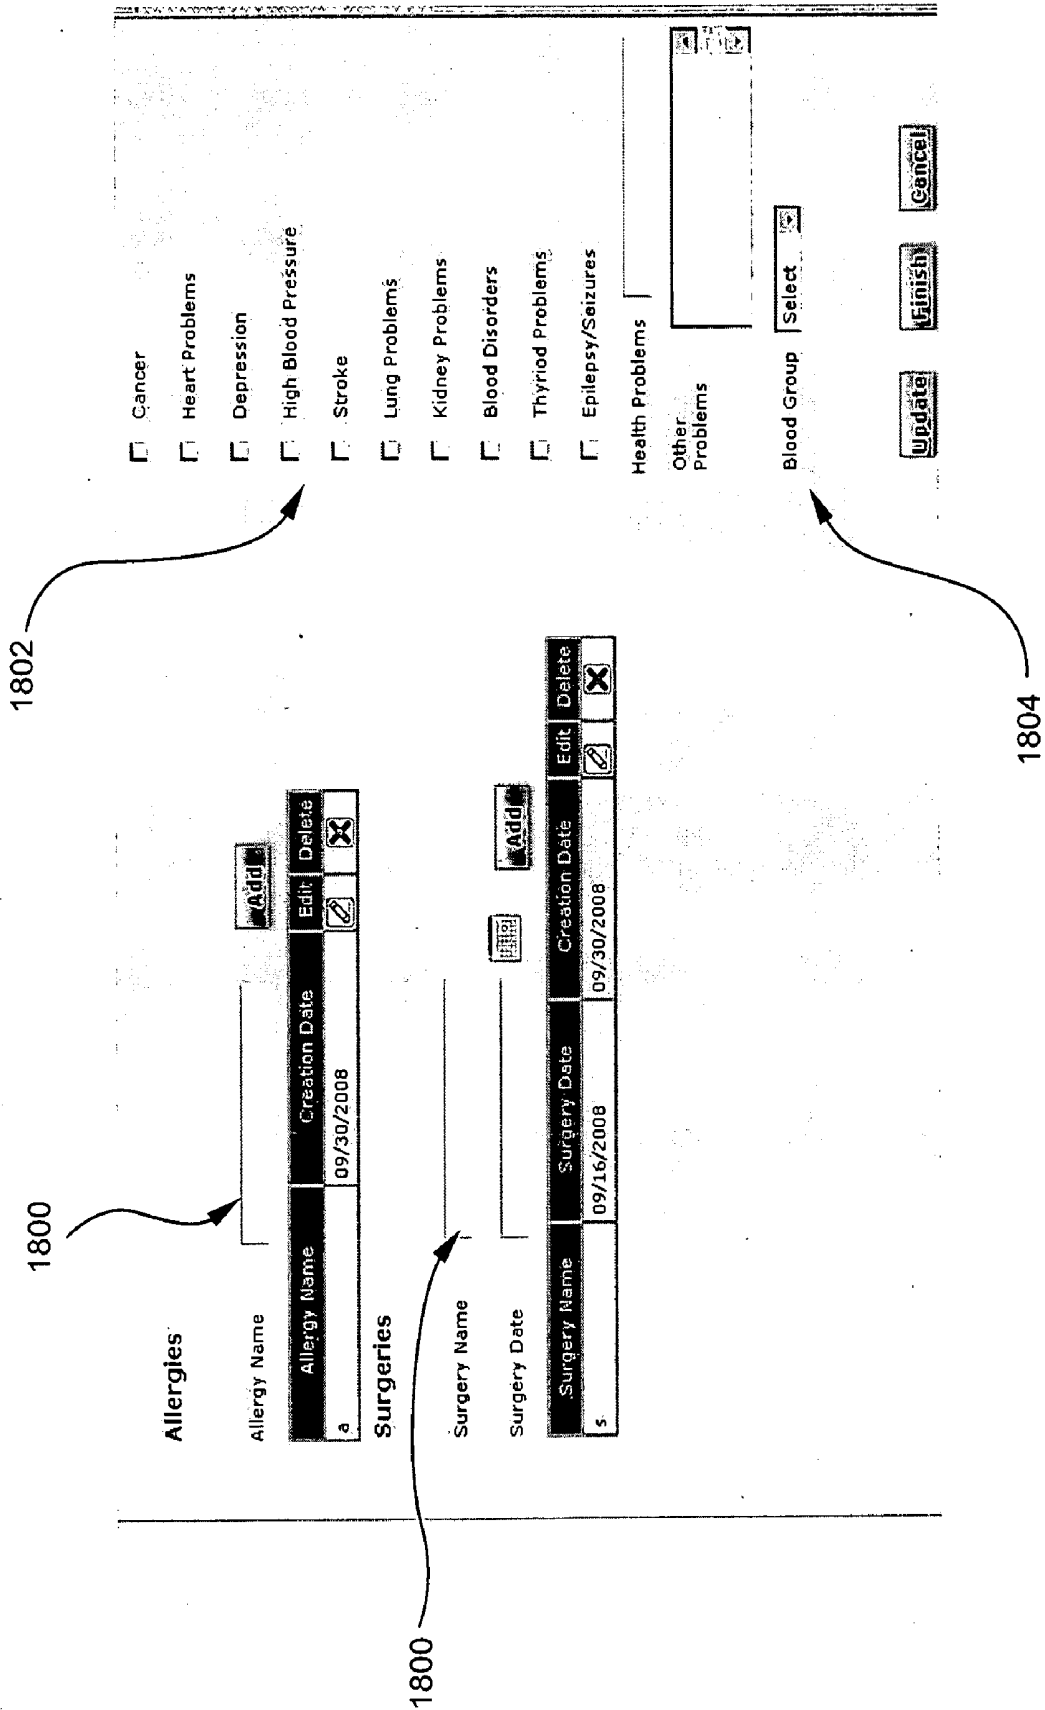 1802
Cancer
Heart Problems
Depression
High Blood Pressure
Stroke
Lung Problems
Kidney Problems
Blood Disorders
Thyriod Problems
Epilepsy/Seizures
Health Problems
Other
Problems
Blood Group Select
Update Finish Cancel
1804
1800
Allergies
Allergy Name Add
Allergy Name Creation Date Edit Delete
a 09/30/2008
Surgeries
Surgery Name
Surgery Date Add
Surgery Name Surgery Date Creation Date Edit Delete
s 09/16/2008 09/30/2008
1800